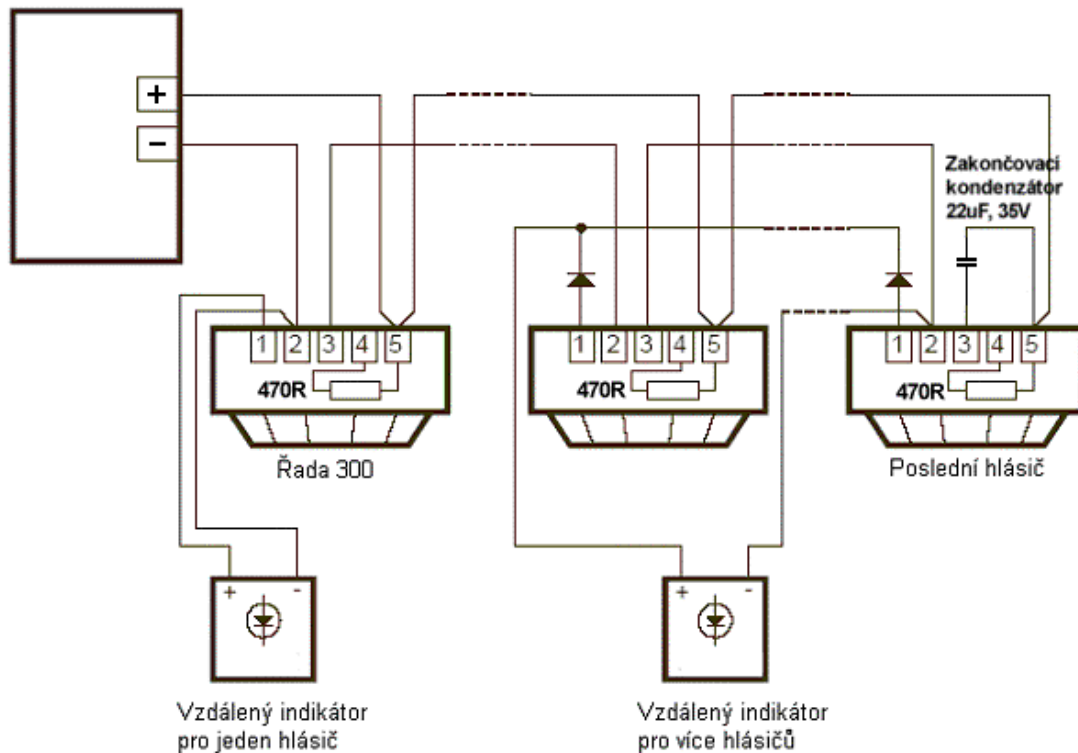 +
-
Zakončovací
kondenzátor
22uF, 35V
1 2 3 4 5
470R
Řada 300
1 2 3 4 5
470R
1 2 3 4 5
470R
Poslední hlásič
+ -
Vzdálený indikátor
pro jeden hlásič
+ -
Vzdálený indikátor
pro více hlásičů